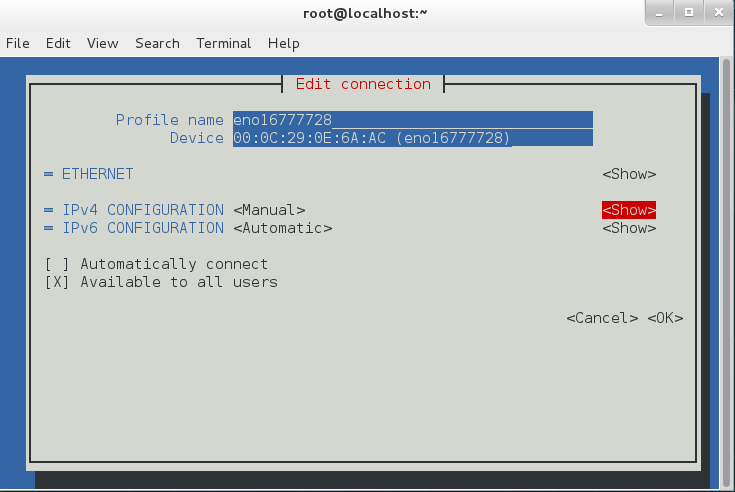 root@localhost:~
File Edit View Search Terminal Help
Edit connection
Profile name eno16777728
Device 00:0C:29:0E:6A:AC (eno16777728)
= ETHERNET <Show>
= IPv4 CONFIGURATION <Manual> <Show>
= IPv6 CONFIGURATION <Automatic> <Show>
[ ] Automatically connect
[X] Available to all users
<Cancel> <OK>